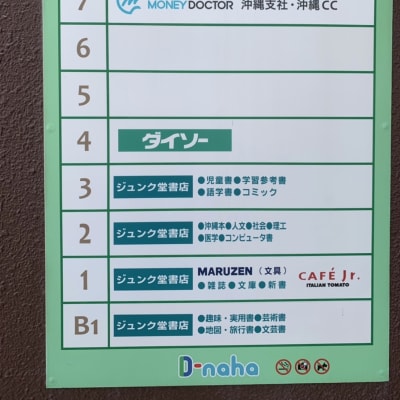 7 MONEY DOCTOR 沖縄支社・沖縄CC
6
5
4 ダイソー
3 ジュンク堂書店 ●児童書●学習参考書
●語学書●コミック
2 ジュンク堂書店 ●沖縄本●人文●社会●理工
●医学●コンピュータ書
1 ジュンク堂書店 MARUZEN（文具）
●雑誌●文庫●新書
CAFÉ Jr.
ITALIAN TOMATO
B1 ジュンク堂書店 ●趣味・実用書●芸術書
●地図・旅行書●文芸書
D-naha